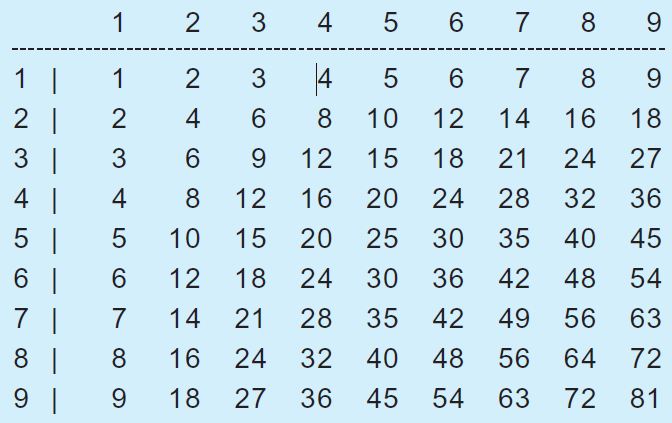 1 2 3 4 5 6 7 8 9
--------------------------------------------------------------------------------
1 | 1 2 3 4 5 6 7 8 9
2 | 2 4 6 8 10 12 14 16 18
3 | 3 6 9 12 15 18 21 24 27
4 | 4 8 12 16 20 24 28 32 36
5 | 5 10 15 20 25 30 35 40 45
6 | 6 12 18 24 30 36 42 48 54
7 | 7 14 21 28 35 42 49 56 63
8 | 8 16 24 32 40 48 56 64 72
9 | 9 18 27 36 45 54 63 72 81